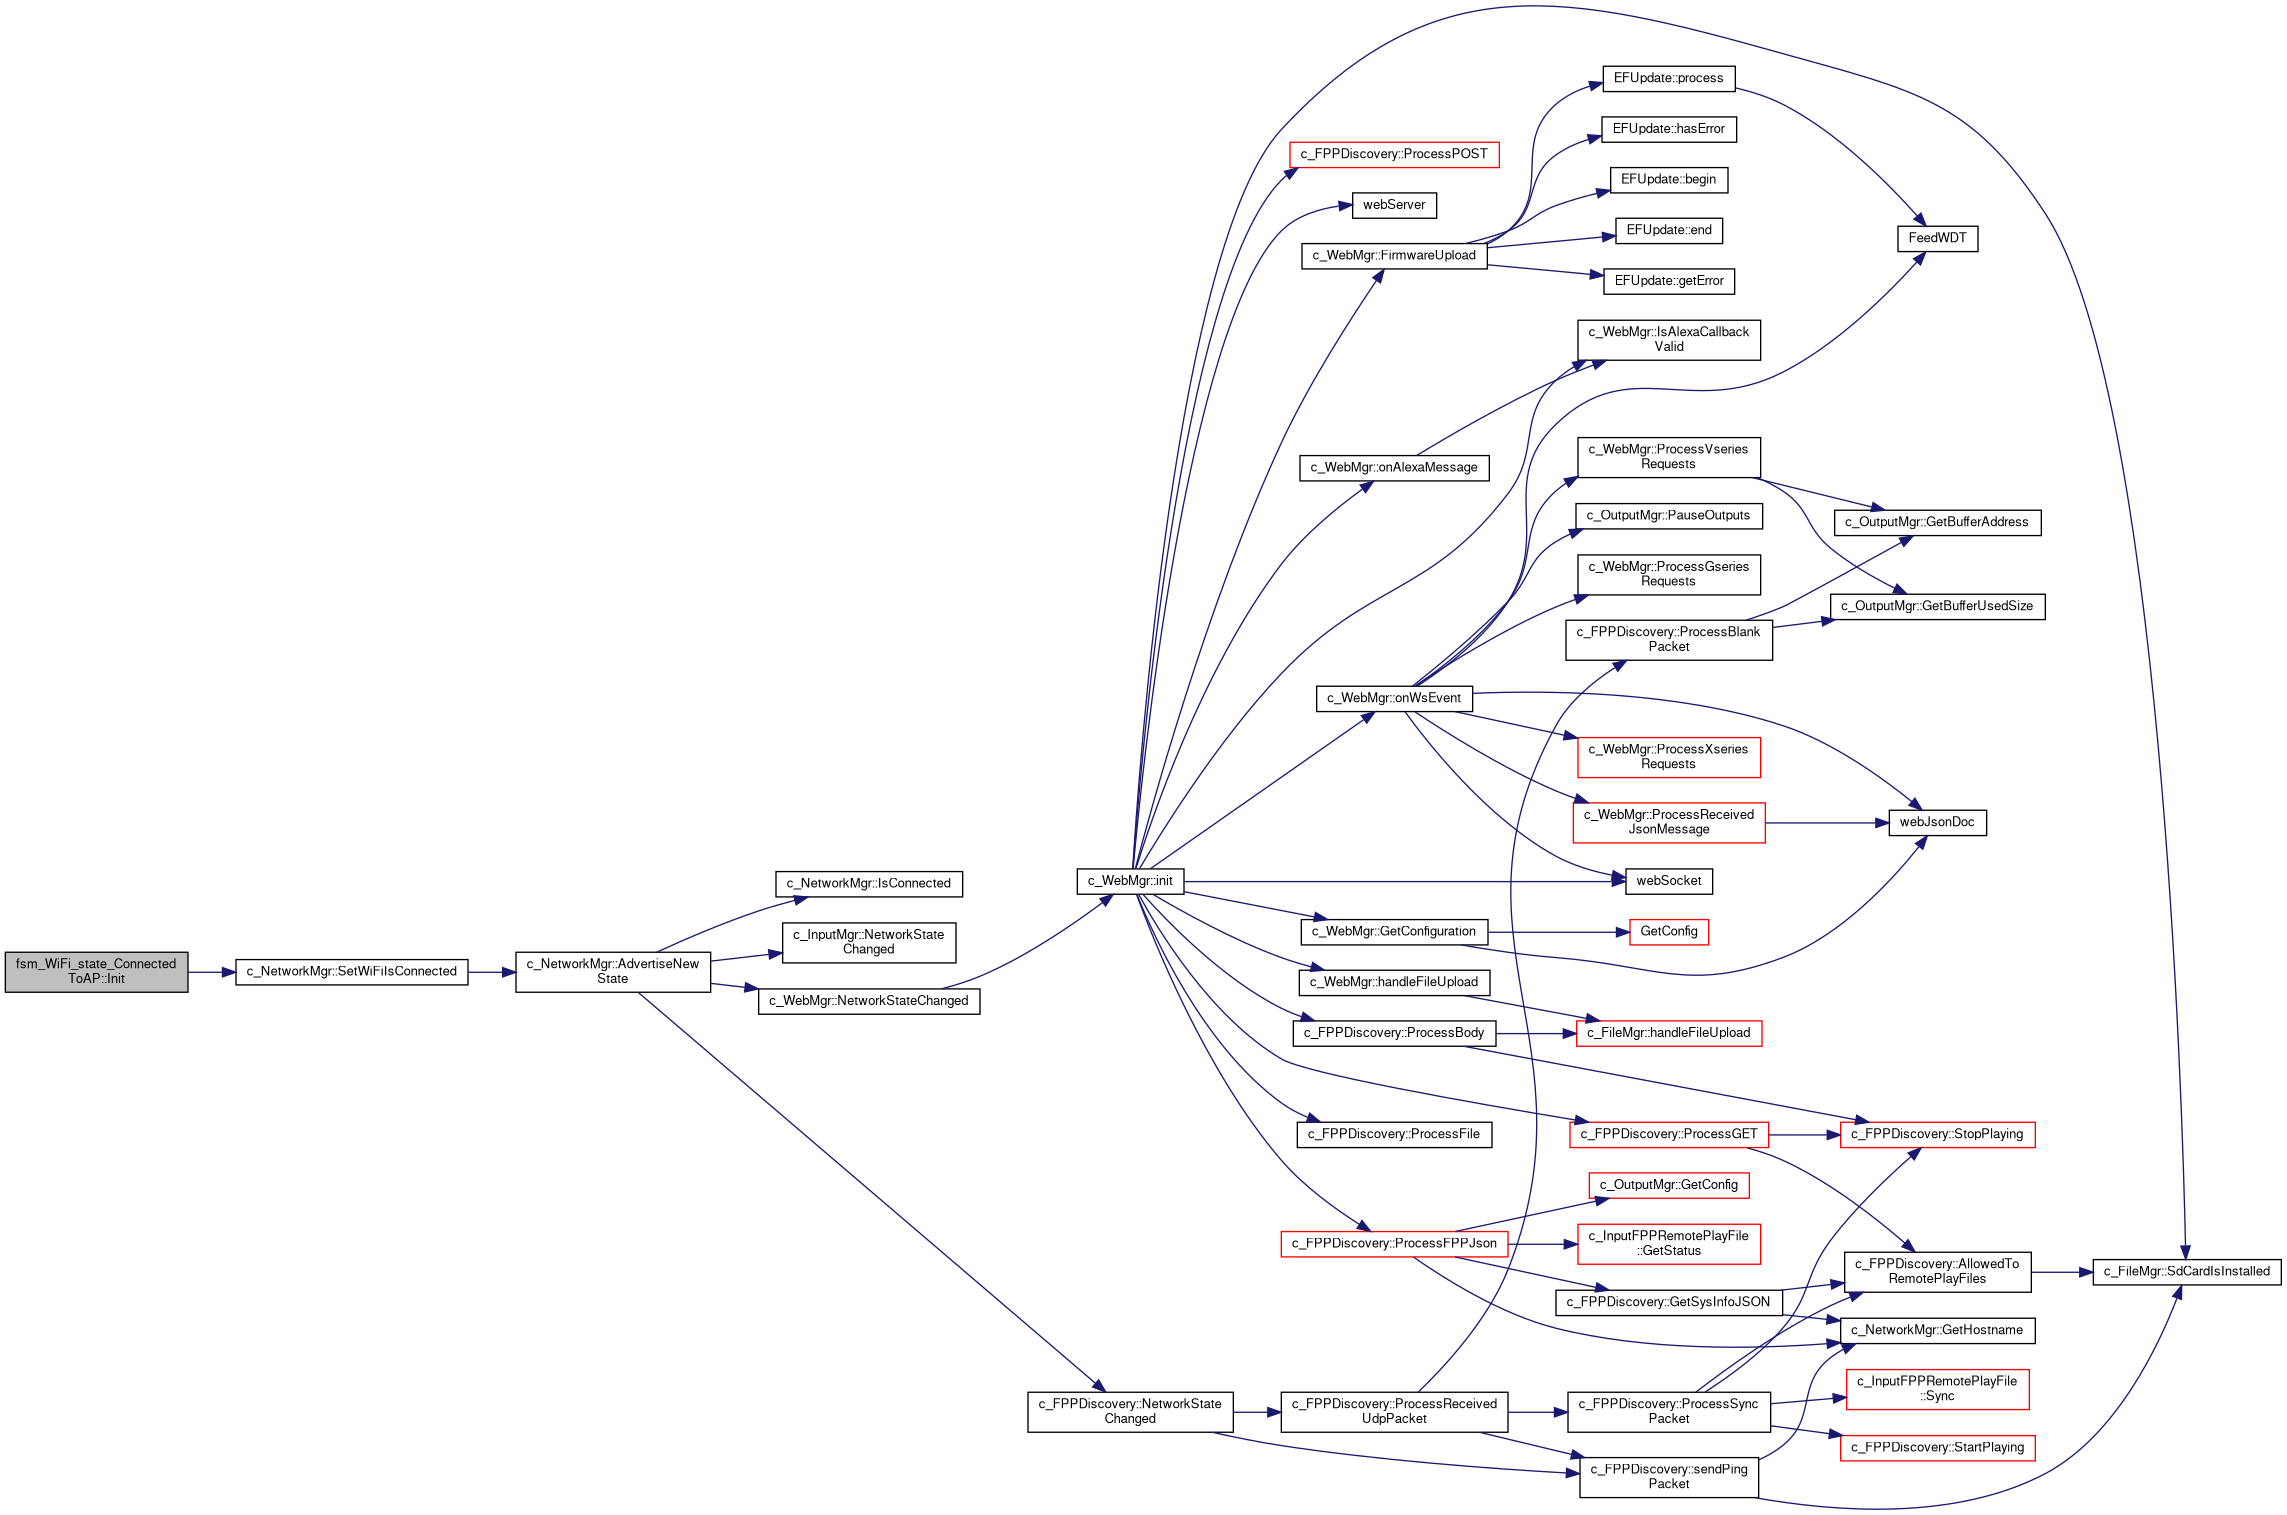 fsm_WiFi_state_Connected
ToAP::Init
c_NetworkMgr::SetWiFiIsConnected
c_NetworkMgr::AdvertiseNew
State
c_NetworkMgr::IsConnected
c_InputMgr::NetworkState
Changed
c_WebMgr::NetworkStateChanged
c_FPPDiscovery::NetworkState
Changed
c_WebMgr::init
c_FPPDiscovery::ProcessPOST
webServer
c_WebMgr::FirmwareUpload
c_WebMgr::onAlexaMessage
c_WebMgr::onWsEvent
c_WebMgr::GetConfiguration
c_WebMgr::handleFileUpload
c_FPPDiscovery::ProcessBody
c_FPPDiscovery::ProcessFile
c_FPPDiscovery::ProcessFPPJson
c_FPPDiscovery::ProcessReceived
UdpPacket
EFUpdate::process
EFUpdate::hasError
EFUpdate::begin
EFUpdate::end
EFUpdate::getError
c_WebMgr::IsAlexaCallback
Valid
c_WebMgr::ProcessVseries
Requests
c_OutputMgr::PauseOutputs
c_WebMgr::ProcessGseries
Requests
c_FPPDiscovery::ProcessBlank
Packet
c_WebMgr::ProcessXseries
Requests
c_WebMgr::ProcessReceived
JsonMessage
webSocket
GetConfig
c_FileMgr::handleFileUpload
c_FPPDiscovery::ProcessGET
c_OutputMgr::GetConfig
c_InputFPPRemotePlayFile
::GetStatus
c_FPPDiscovery::GetSysInfoJSON
c_FPPDiscovery::ProcessSync
Packet
c_FPPDiscovery::sendPing
Packet
FeedWDT
c_OutputMgr::GetBufferAddress
c_OutputMgr::GetBufferUsedSize
webJsonDoc
c_FPPDiscovery::StopPlaying
c_FPPDiscovery::AllowedTo
RemotePlayFiles
c_NetworkMgr::GetHostname
c_InputFPPRemotePlayFile
::Sync
c_FPPDiscovery::StartPlaying
c_FileMgr::SdCardIsInstalled